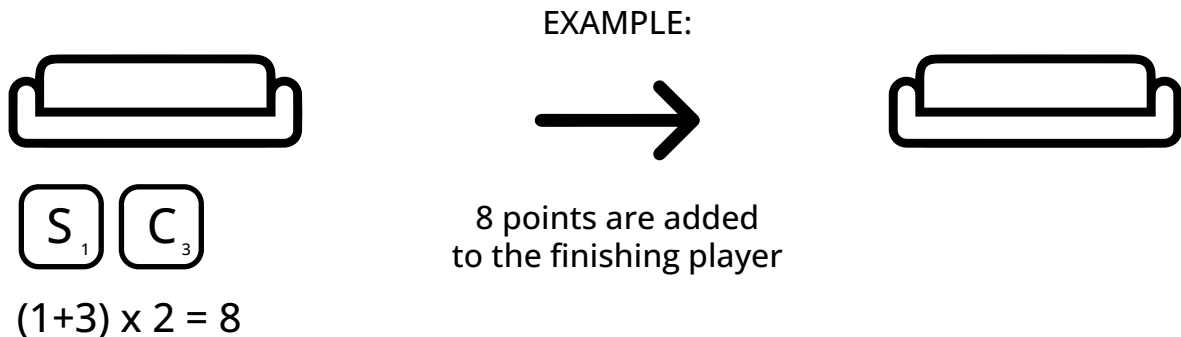 EXAMPLE:
S 1 C 3
8 points are added
to the finishing player
(1+3) x 2 = 8